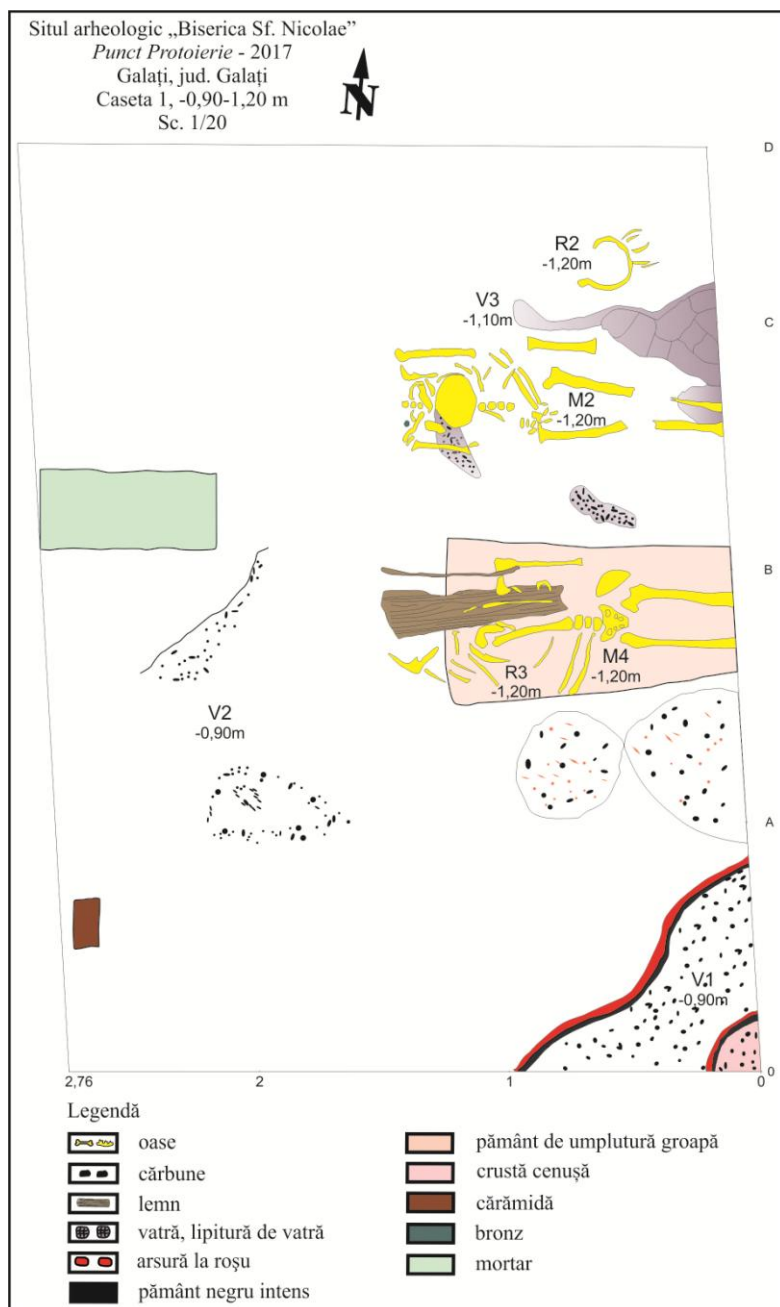 Situl arheologic „Biserica Sf. Nicolae”
Punct Protoierie - 2017
Galați, jud. Galați
Caseta 1, -0,90-1,20 m
Sc. 1/20
N
D
R2
-1,20m
V3
-1,10m
C
M2
-1,20m
B
R3
-1,20m
M4
-1,20m
V2
-0,90m
A
V.1
-0,90m
2,76
2
1
0
0
Legendă
oase
cărbune
lemn
vatră, lipitură de vatră
arsură la roșu
pământ negru intens
pământ de umplutură groapă
crustă cenușă
cărămidă
bronz
mortar